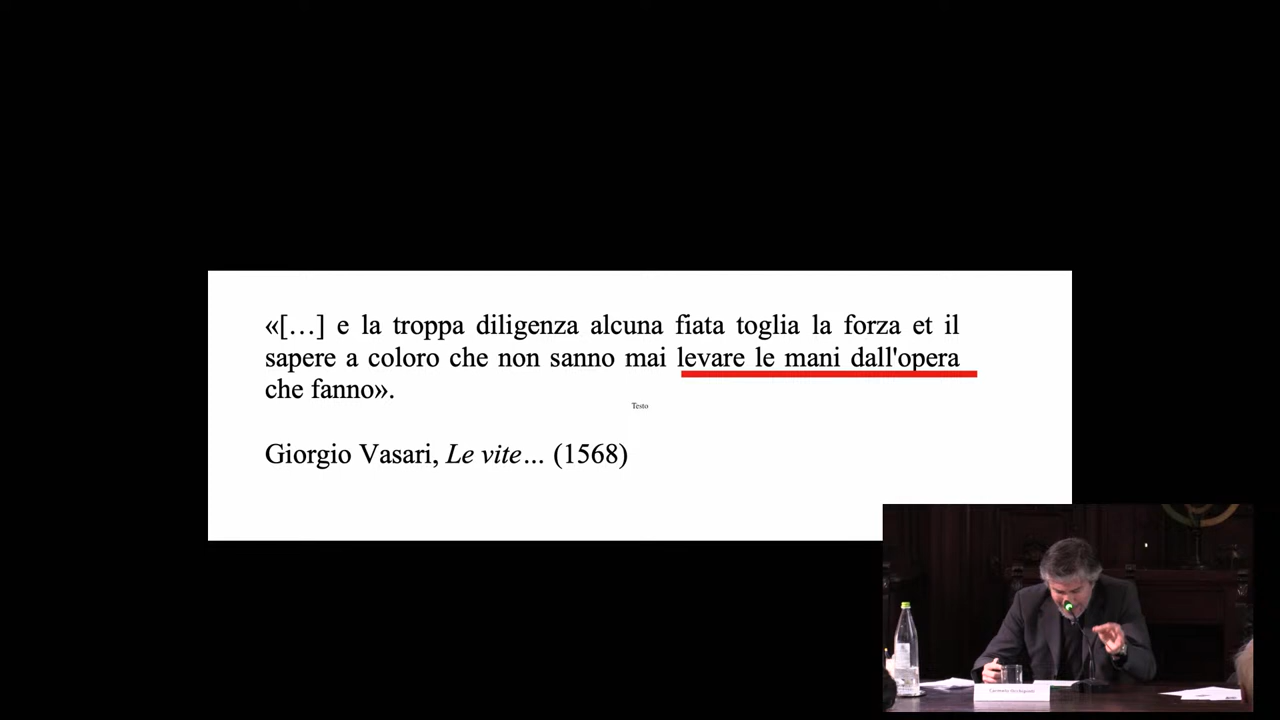 «[…] e la troppa diligenza alcuna fiata toglia la forza et il
sapere a coloro che non sanno mai levare le mani dall'opera
che fanno».
Testo
Giorgio Vasari, Le vite… (1568)